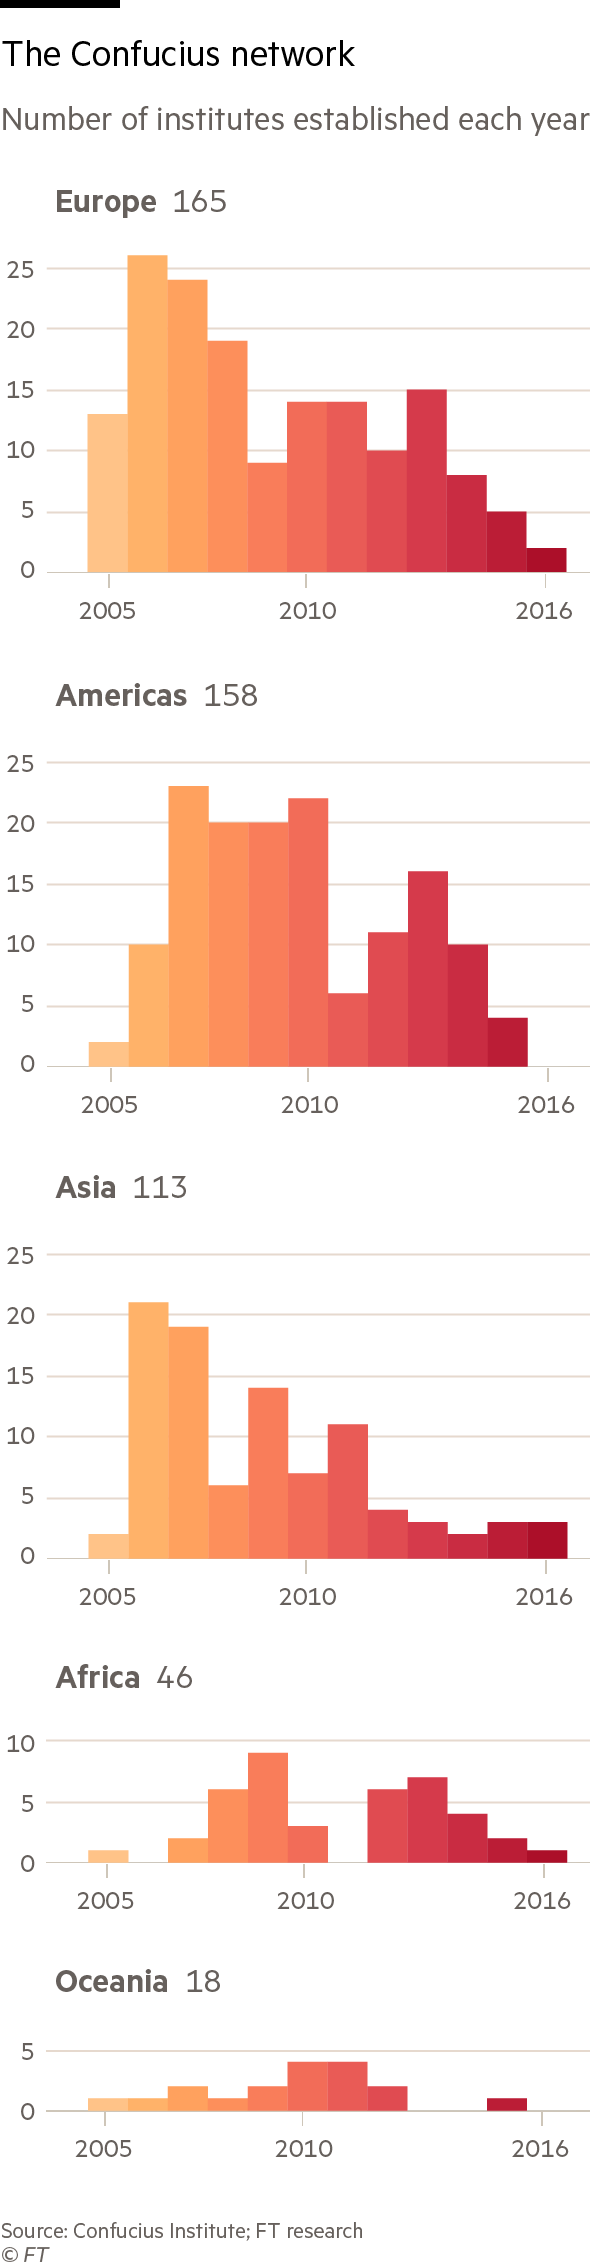 The Confucius network
Number of institutes established each year
Europe 165
25
20
15
10
5
0
2005 2010 2016
Americas 158
25
20
15
10
5
0
2005 2010 2016
Asia 113
25
20
15
10
5
0
2005 2010 2016
Africa 46
10
5
0
2005 2010 2016
Oceania 18
5
0
2005 2010 2016
Source: Confucius Institute; FT research
© FT